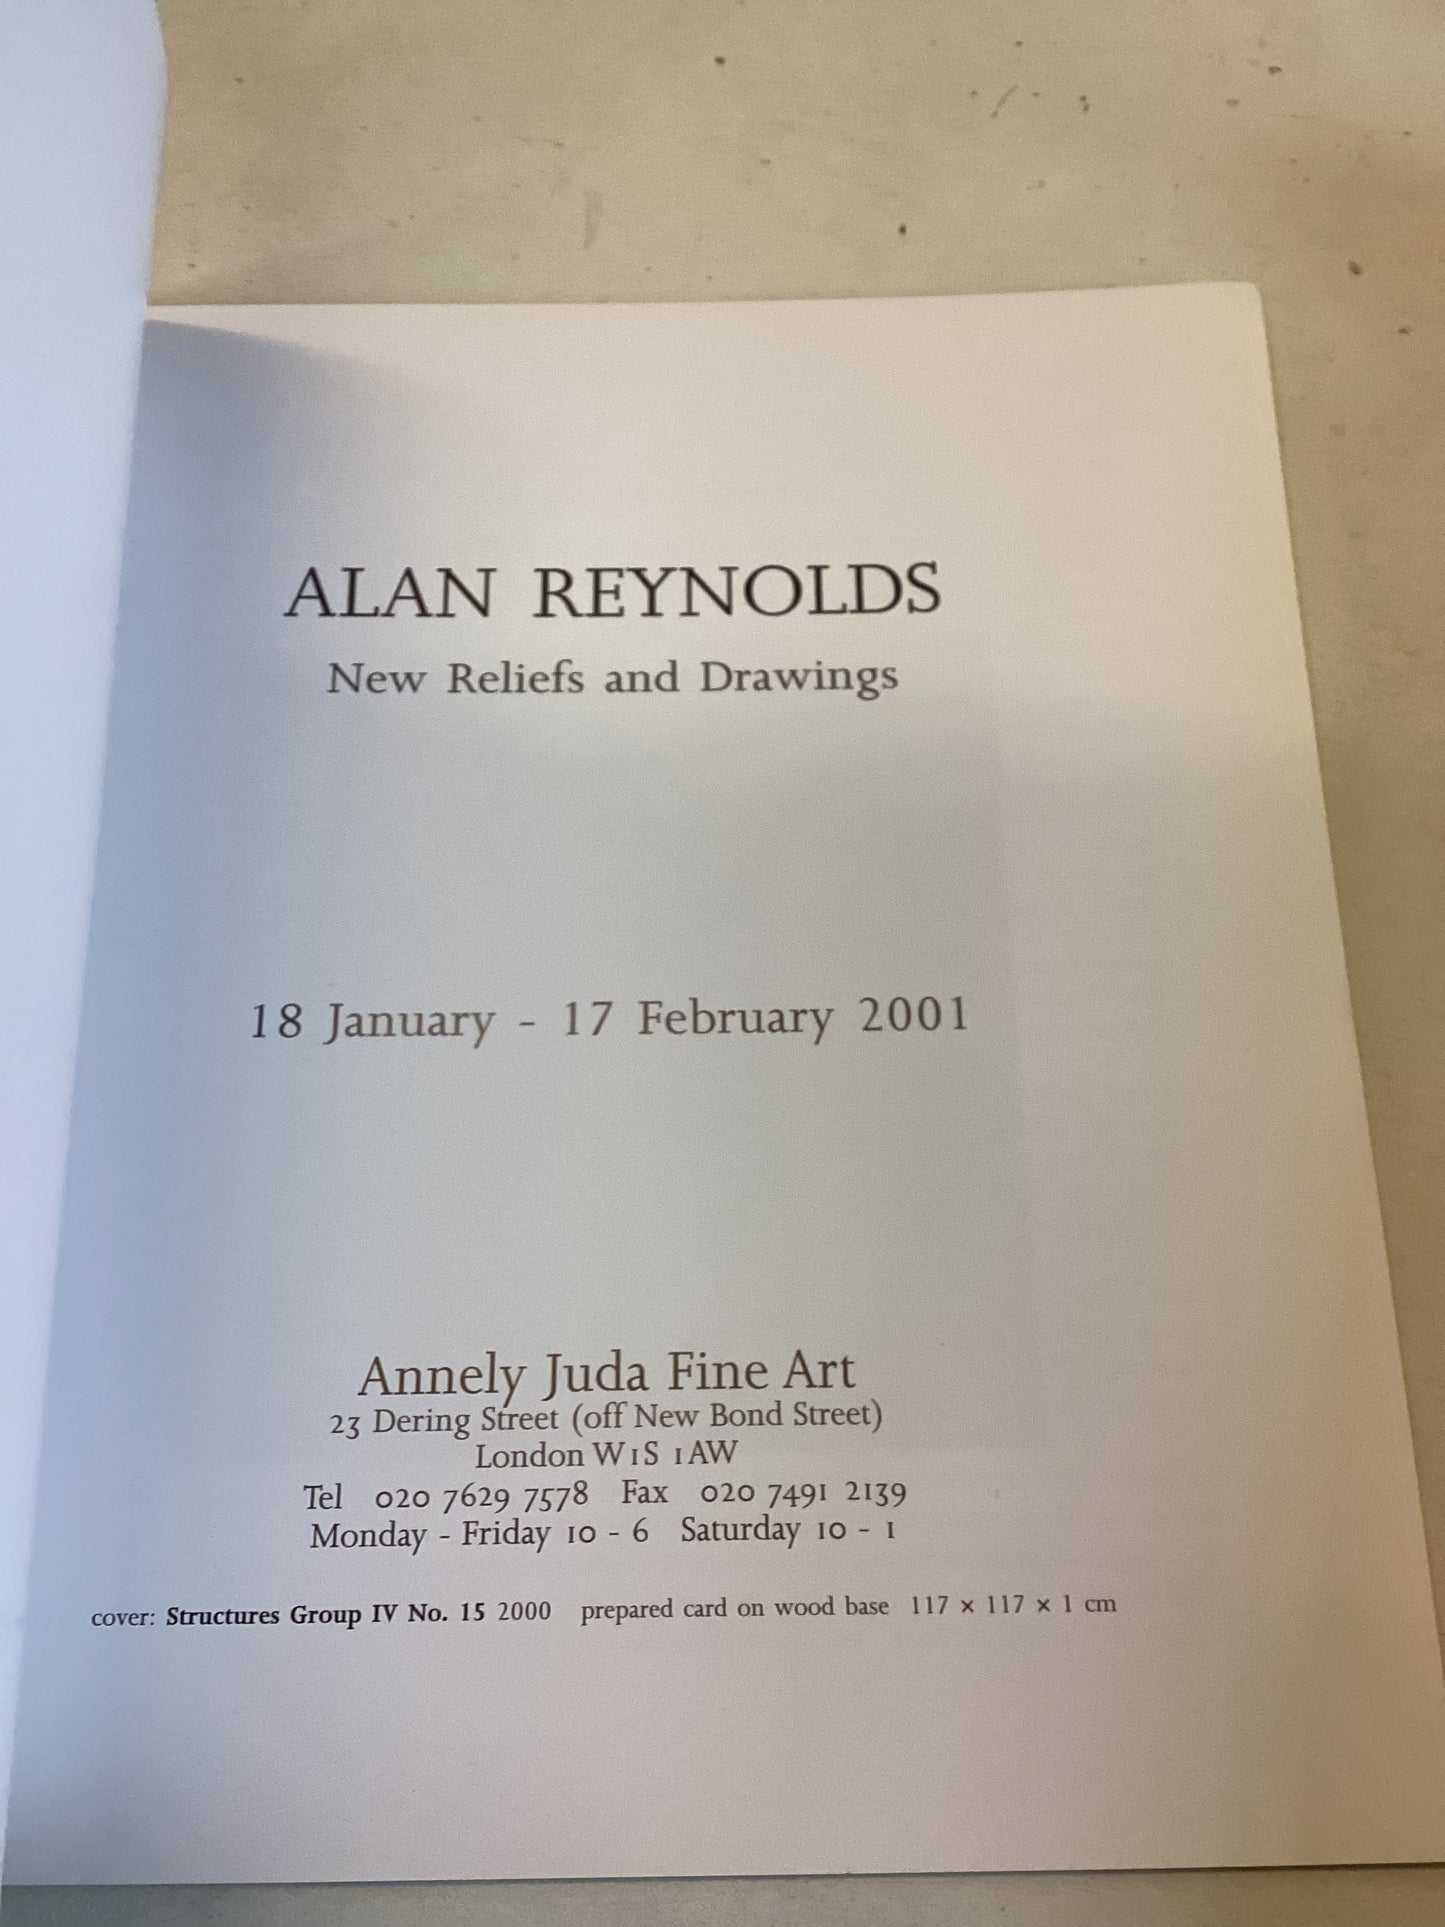 ALAN REYNOLDS
New Reliefs and Drawings
18 January - 17 February 2001
Annely Juda Fine Art
23 Dering Street (off New Bond Street)
London W1S 1AW
Tel 020 7629 7578 Fax 020 7491 2139
Monday - Friday 10 - 6 Saturday 10 - 1
cover: Structures Group IV No. 15 2000 prepared card on wood base 117 × 117 × 1 cm